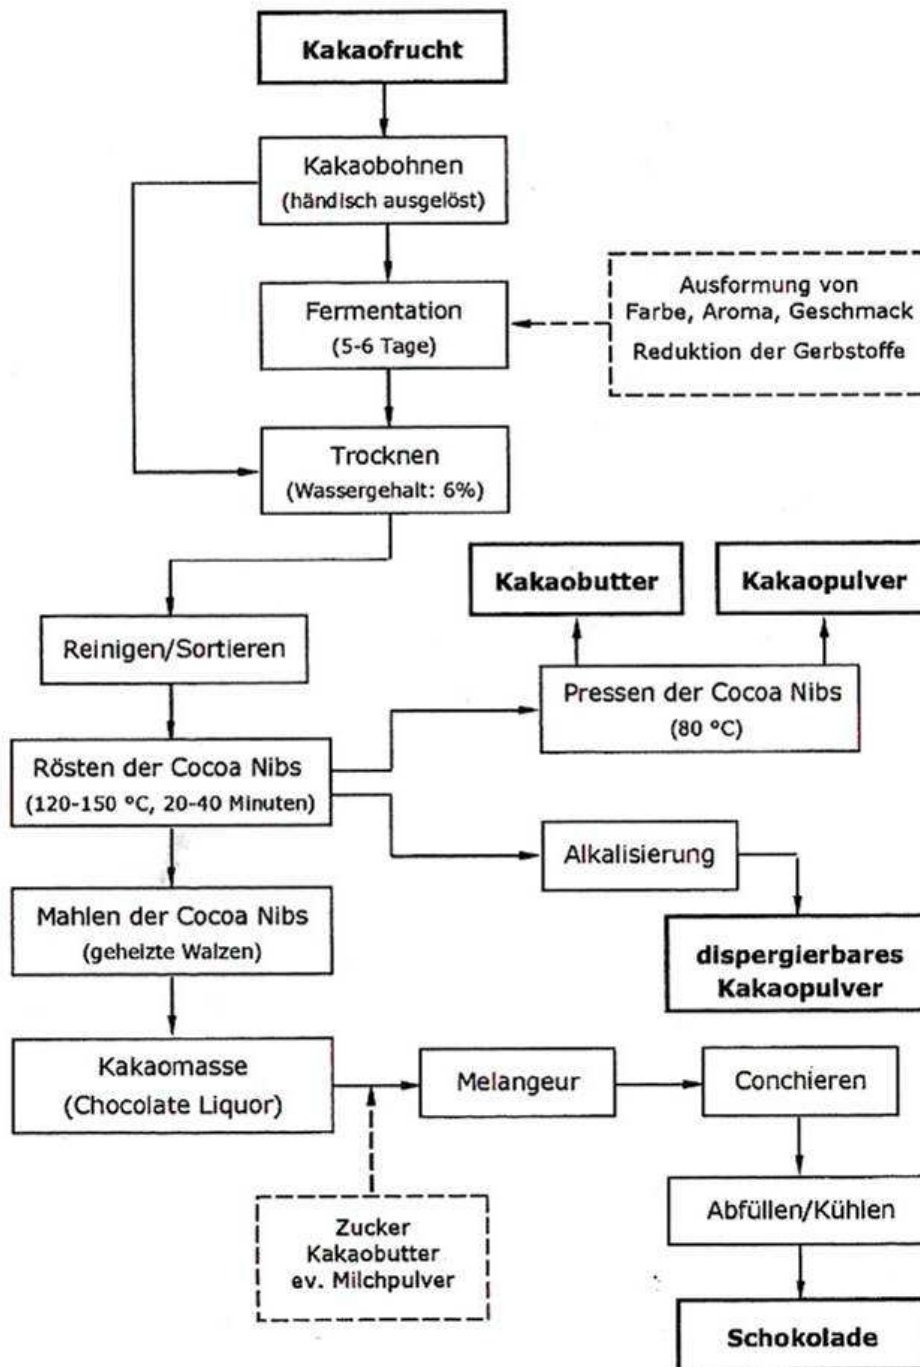 Kakaofrucht
Kakaobohnen
(händisch ausgelöst)
Fermentation
(5-6 Tage)
Ausformung von
Farbe, Aroma, Geschmack
Reduktion der Gerbstoffe
Trocknen
(Wassergehalt: 6%)
Kakaobutter
Kakaopulver
Reinigen/Sortieren
Pressen der Cocoa Nibs
(80 °C)
Rösten der Cocoa Nibs
(120-150 °C, 20-40 Minuten)
Alkalisierung
Mahlen der Cocoa Nibs
(geheizte Walzen)
dispergierbares
Kakaopulver
Kakaomasse
(Chocolate Liquor)
Melangeur
Conchieren
Zucker
Kakaobutter
ev. Milchpulver
Abfüllen/Kühlen
Schokolade